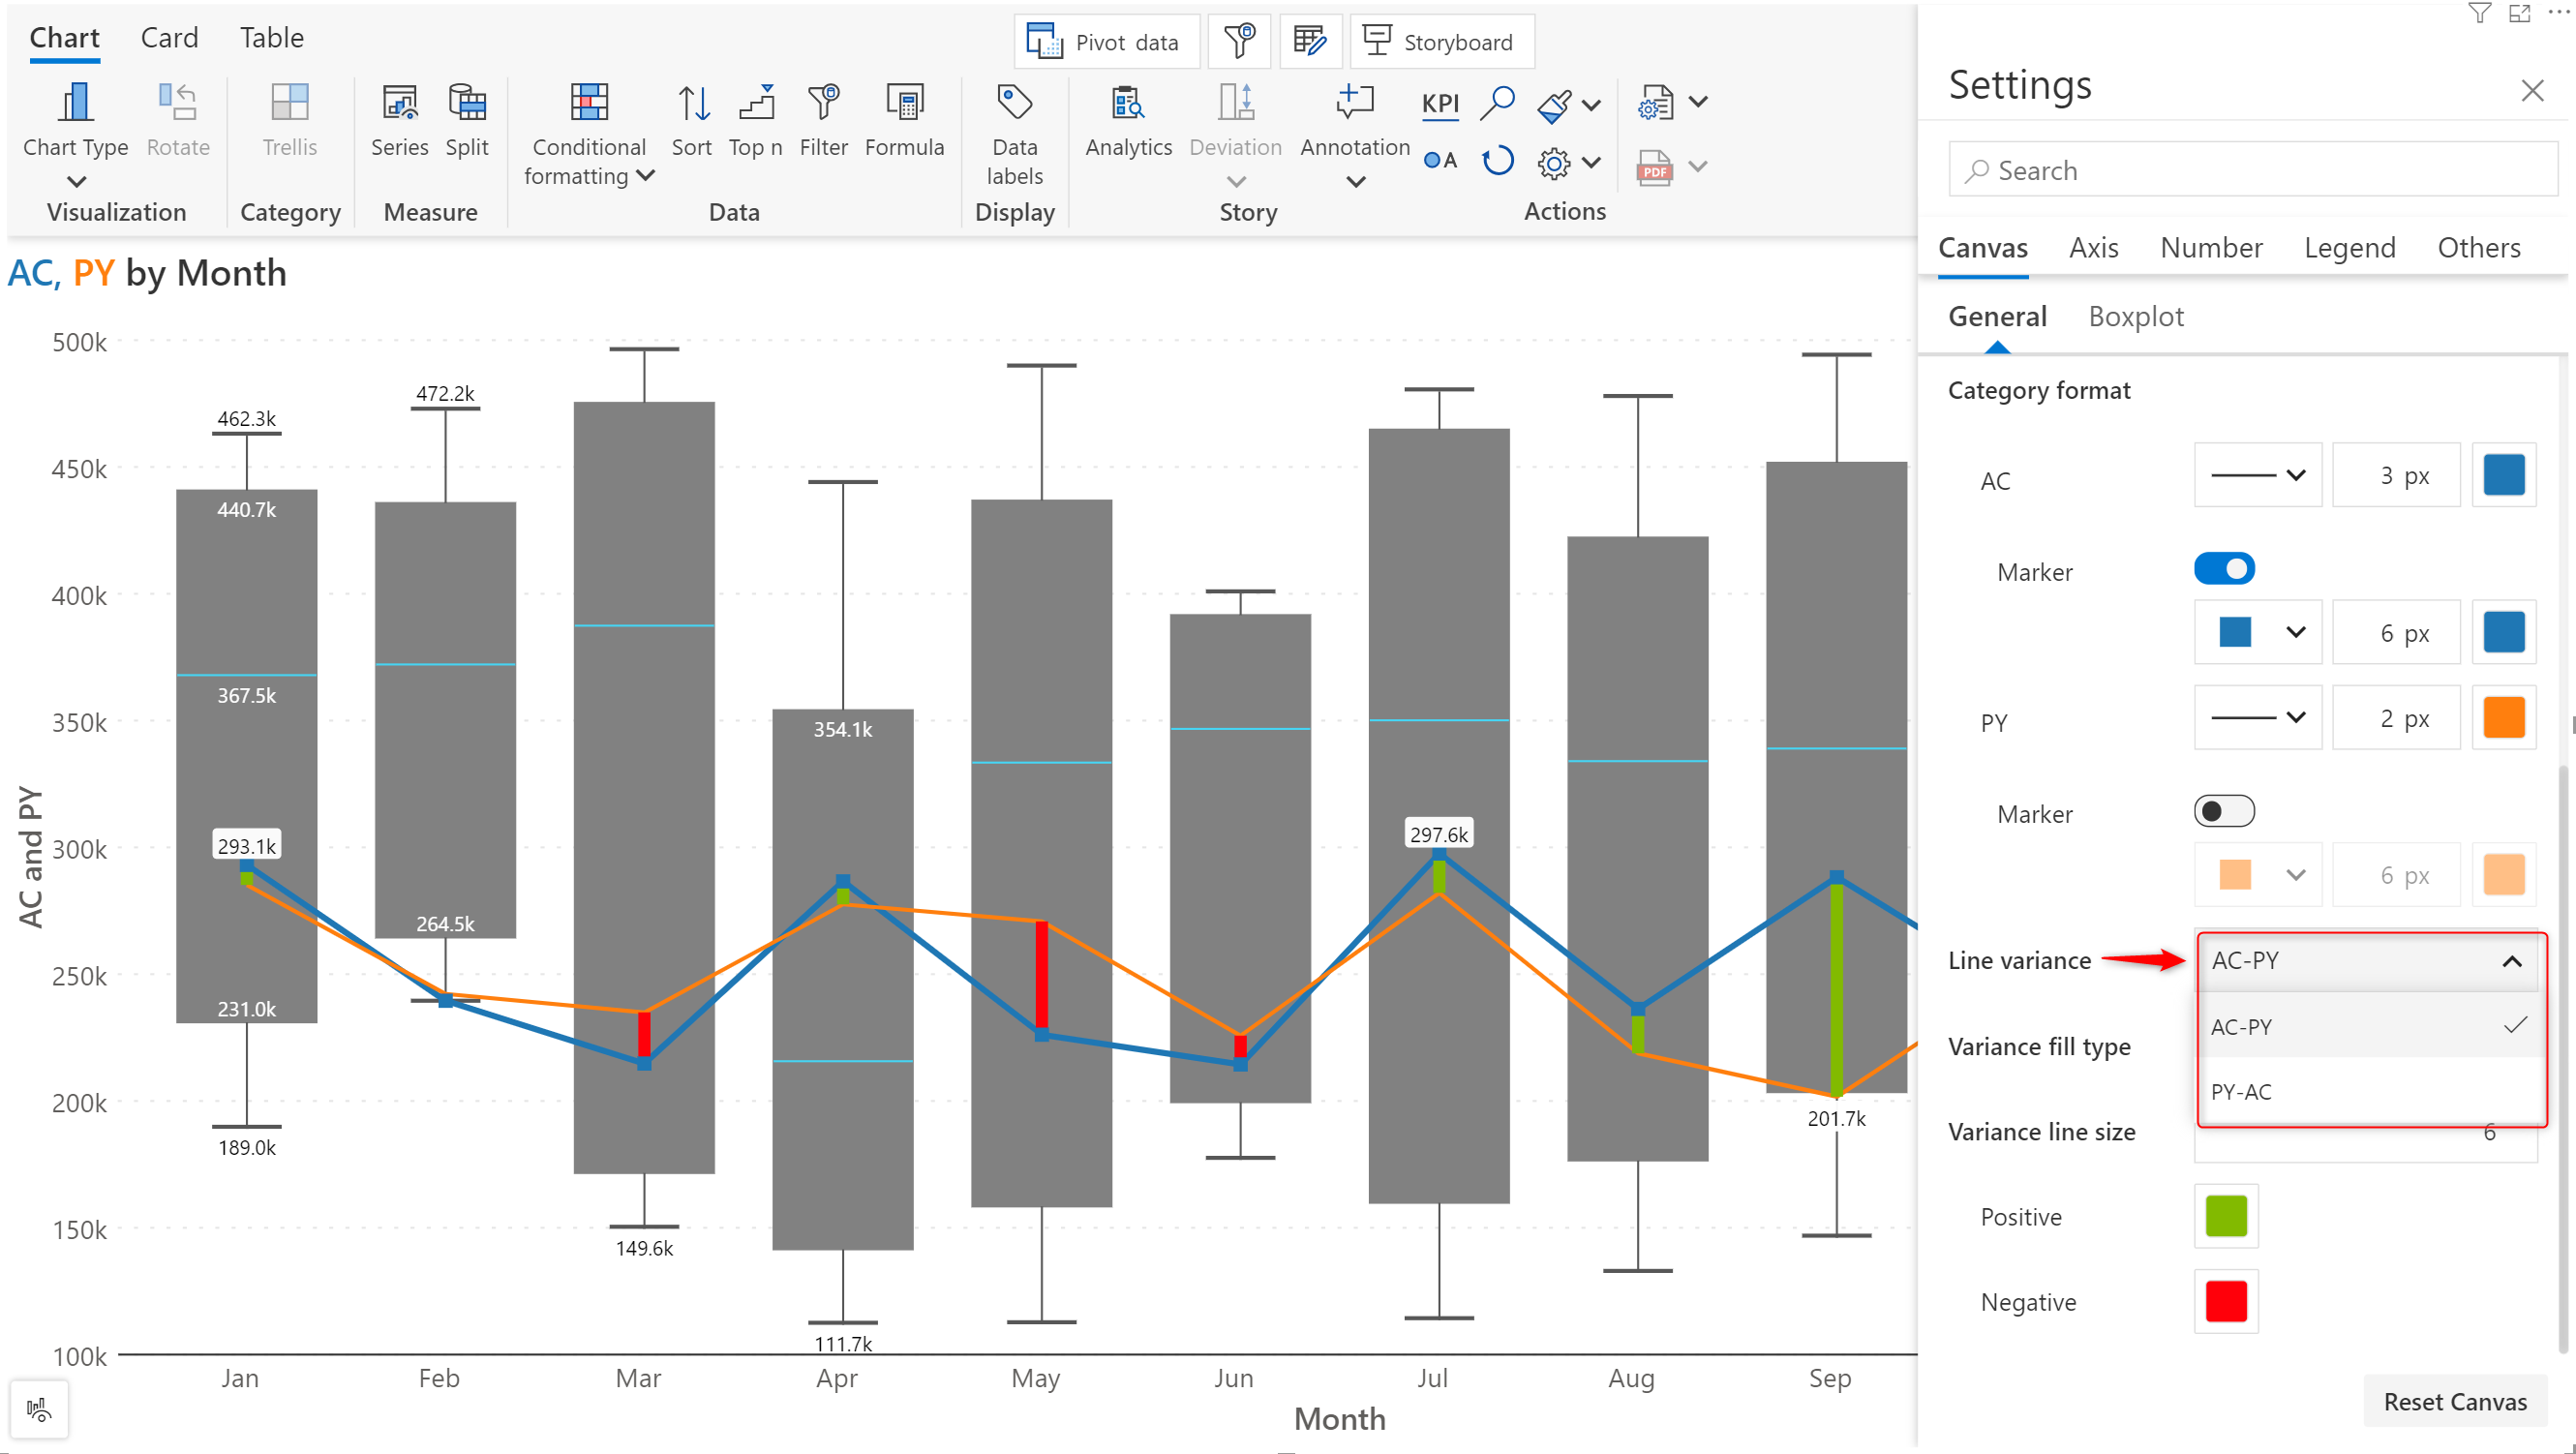 Chart Card Table
Pivot data
Storyboard
Chart Type
Rotate
Trellis
Series
Split
Conditional
formatting
Sort
Top n
Filter
Formula
Data
labels
Analytics
Deviation
Annotation
KPI
A
PDF
Visualization
Category
Measure
Data
Display
Story
Actions
AC, PY by Month
500k
450k
400k
350k
300k
250k
200k
150k
100k
AC and PY
462.3k
440.7k
367.5k
293.1k
231.0k
189.0k
472.2k
264.5k
149.6k
354.1k
111.7k
297.6k
201.7k
Jan Feb Mar Apr May Jun Jul Aug Sep
Month
Settings
Search
Canvas Axis Number Legend Others
General Boxplot
Category format
AC
3 px
Marker
6 px
PY
2 px
Marker
6 px
Line variance
AC-PY
AC-PY
PY-AC
Variance fill type
Variance line size
6
Positive
Negative
Reset Canvas